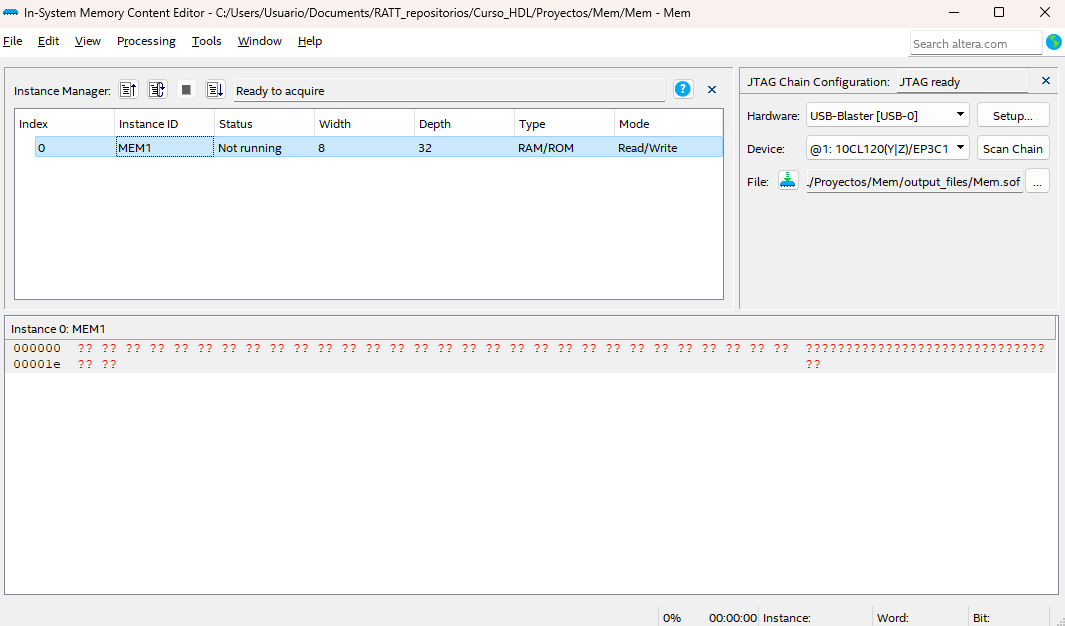 In-System Memory Content Editor - C:/Users/Usuario/Documents/RATT_repositorios/Curso_HDL/Proyectos/Mem/Mem - Mem
File Edit View Processing Tools Window Help
Search altera.com
Instance Manager: Ready to acquire
Index Instance ID Status Width Depth Type Mode
0 MEM1 Not running 8 32 RAM/ROM Read/Write
JTAG Chain Configuration: JTAG ready
Hardware: USB-Blaster [USB-0] Setup...
Device: @1: 10CL120(Y|Z)/EP3C1 Scan Chain
File: ./Proyectos/Mem/output_files/Mem.sof ...
Instance 0: MEM1
000000 ?? ?? ?? ?? ?? ?? ?? ?? ?? ?? ?? ?? ?? ?? ?? ?? ?? ?? ?? ?? ?? ?? ?? ?? ?? ?? ?? ?? ?? ?? ??????????????????????????????
00001e ?? ?? ??
0% 00:00:00 Instance: Word: Bit: